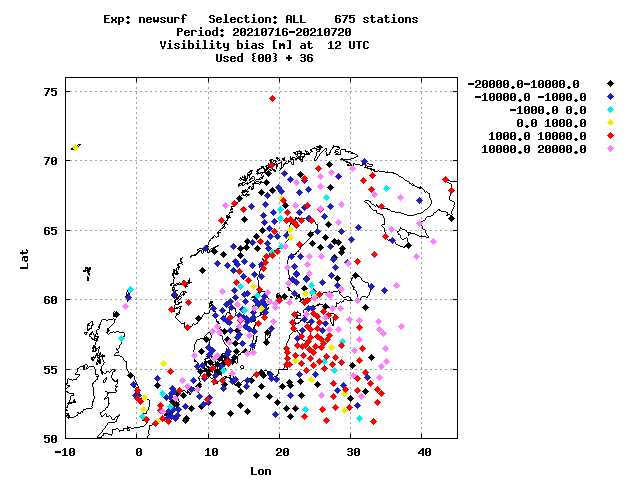 Exp: newsurf   Selection: ALL    675 stations
Period: 20210716-20210720
Visibility bias [m] at  12 UTC
Used {00} + 36
-20000.0-10000.0
-10000.0 -1000.0
-1000.0 0.0
0.0 1000.0
1000.0 10000.0
10000.0 20000.0
75
70
65
60
55
50
Lat
-10 0 10 20 30 40
Lon